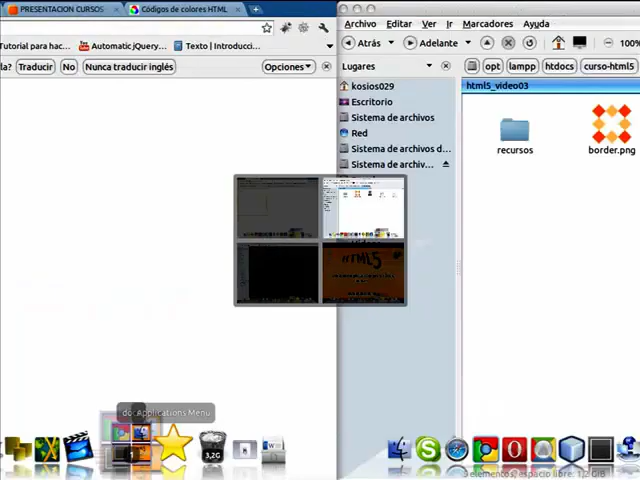 PRESENTACION CURSOS
Códigos de colores HTML
Tutorial para hac...
Automatic jQuery...
Texto | Introducci...
la?
Traducir
No
Nunca traducir inglés
Opciones
Archivo Editar Ver Ir Marcadores Ayuda
Atrás
Adelante
100%
Lugares
opt
lampp
htdocs
curso-html5
kosios029
Escritorio
Sistema de archivos
Red
Sistema de archivos d...
Sistema de archiv...
html5_video03
recursos
border.png
HTML5
Applications Menu
3,2G
5 elementos, espacio libre: 1,2 GiB